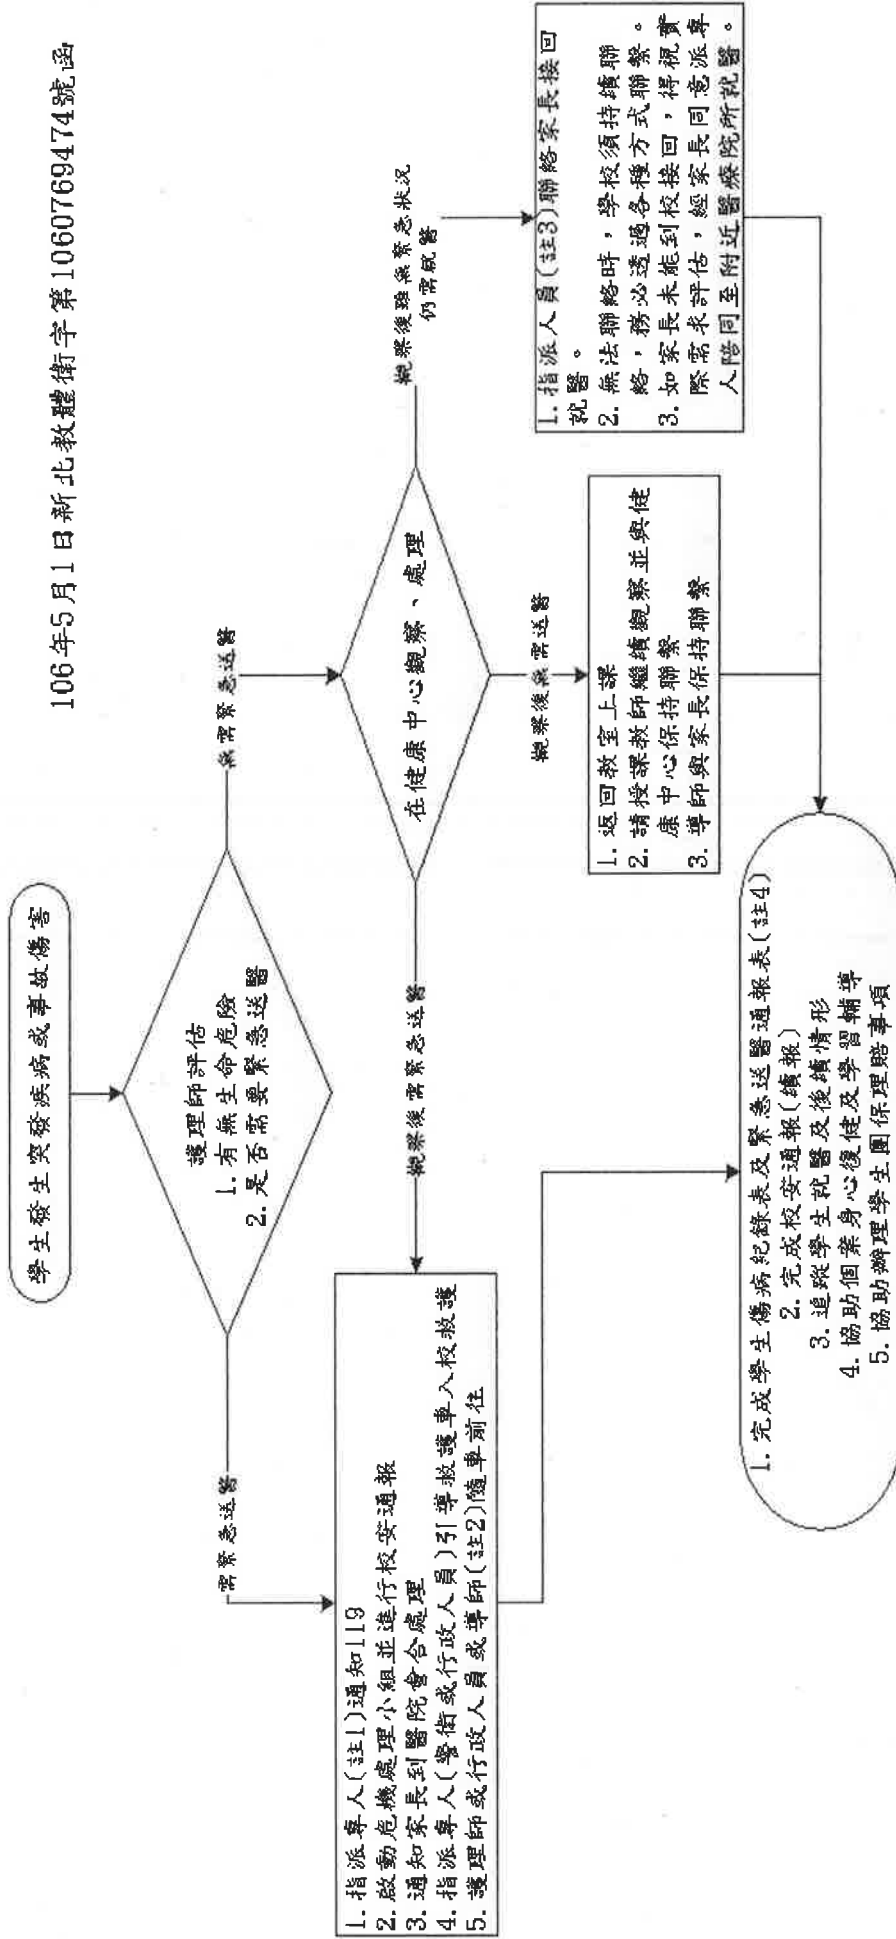 106年5月1日新北教體衛字第1060769474號函
學生發生突發疾病或事故傷害
護理師評估
1. 有無生命危險
2. 是否需要緊急送醫
需緊急送醫
無需緊急送醫
1. 指派專人(註1)通知119
2. 啟動危機處理小組並進行校安通報
3. 通知家長到醫院會合處理
4. 指派專人(警衛或行政人員)引導救護車入校救護
5. 護理師或行政人員或導師(註2)隨車前往
觀察後需緊急送醫
在健康中心觀察、處理
觀察後雖無緊急狀況
仍需就醫
觀察後無需送醫
1. 返回教室上課
2. 請授課教師繼續觀察並與健
康中心保持聯繫
3. 導師與家長保持聯繫
1. 指派人員(註3)聯絡家長接回
就醫。
2. 無法聯絡時，學校須持續聯
絡，務必透過各種方式聯繫。
3. 如家長未能到校接回，得視實
際需求評估，經家長同意派專
人陪同至附近醫療院所就醫。
1. 完成學生傷病紀錄表及緊急送醫通報表(註4)
2. 完成校安通報(續報)
3. 追蹤學生就醫及後續情形
4. 協助個案身心復健及學習輔導
5. 協助辦理學生團保理賠事項